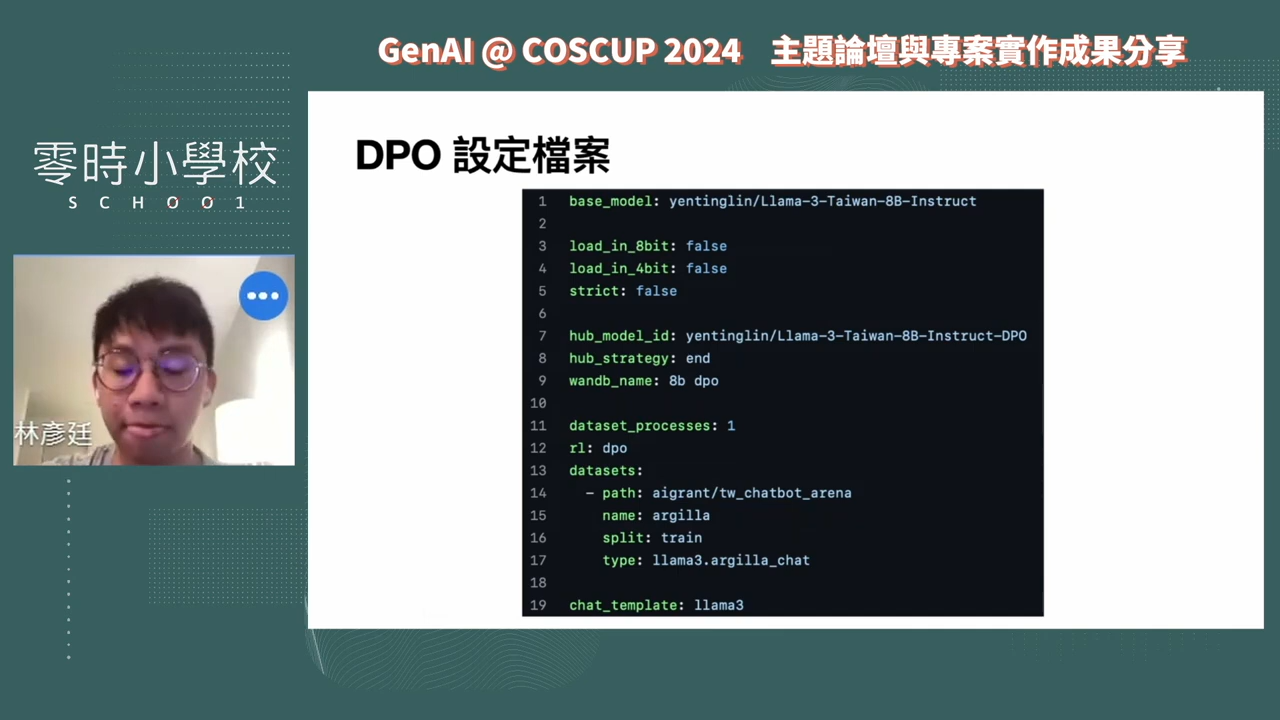 GenAI @ COSCUP 2024 主題論壇與專案實作成果分享
零時小學校
SCHOO1
林彥廷
DPO 設定檔案
1 base_model: yentinglin/Llama-3-Taiwan-8B-Instruct
2
3 load_in_8bit: false
4 load_in_4bit: false
5 strict: false
6
7 hub_model_id: yentinglin/Llama-3-Taiwan-8B-Instruct-DPO
8 hub_strategy: end
9 wandb_name: 8b dpo
10
11 dataset_processes: 1
12 rl: dpo
13 datasets:
14 - path: aigrant/tw_chatbot_arena
15 name: argilla
16 split: train
17 type: llama3.argilla_chat
18
19 chat_template: llama3